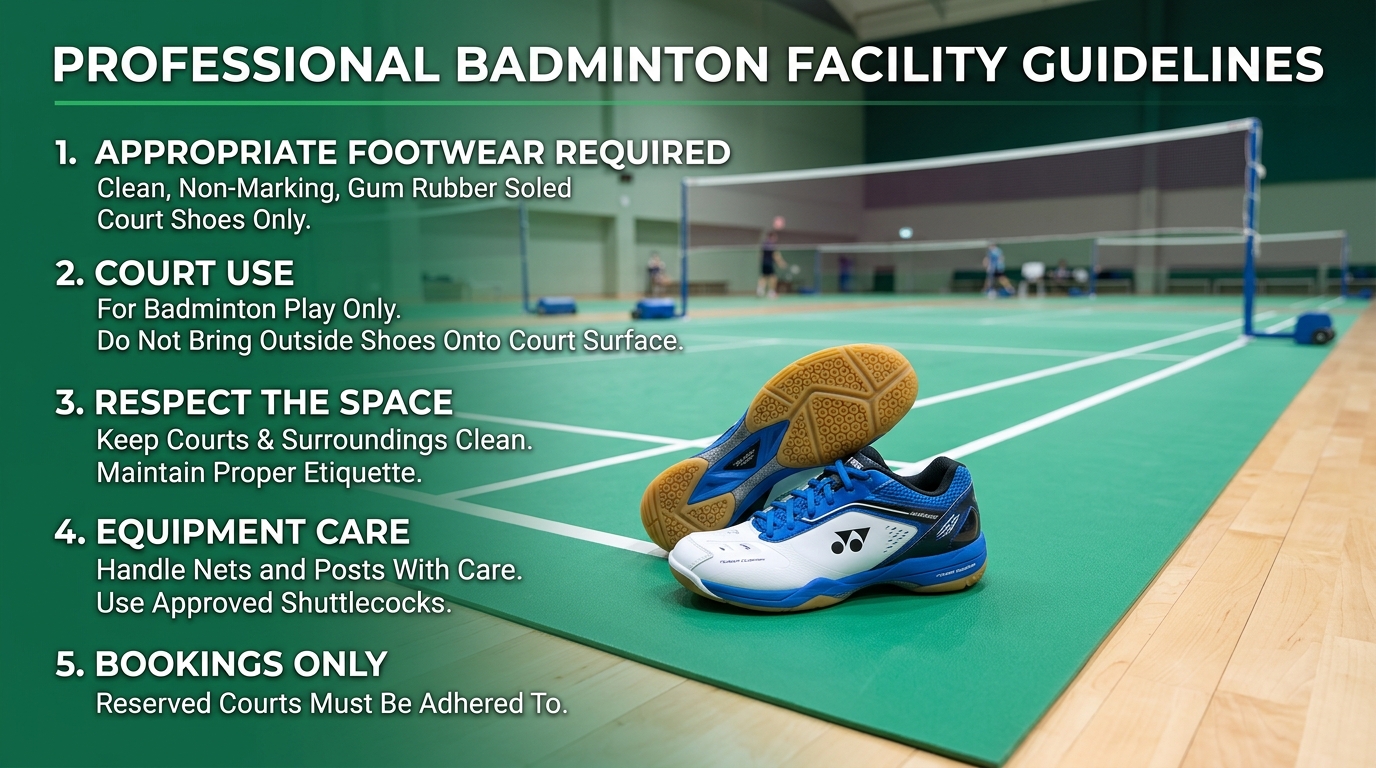 PROFESSIONAL BADMINTON FACILITY GUIDELINES
1. APPROPRIATE FOOTWEAR REQUIRED
Clean, Non-Marking, Gum Rubber Soled
Court Shoes Only.
2. COURT USE
For Badminton Play Only.
Do Not Bring Outside Shoes Onto Court Surface.
3. RESPECT THE SPACE
Keep Courts & Surroundings Clean.
Maintain Proper Etiquette.
4. EQUIPMENT CARE
Handle Nets and Posts With Care.
Use Approved Shuttlecocks.
5. BOOKINGS ONLY
Reserved Courts Must Be Adhered To.